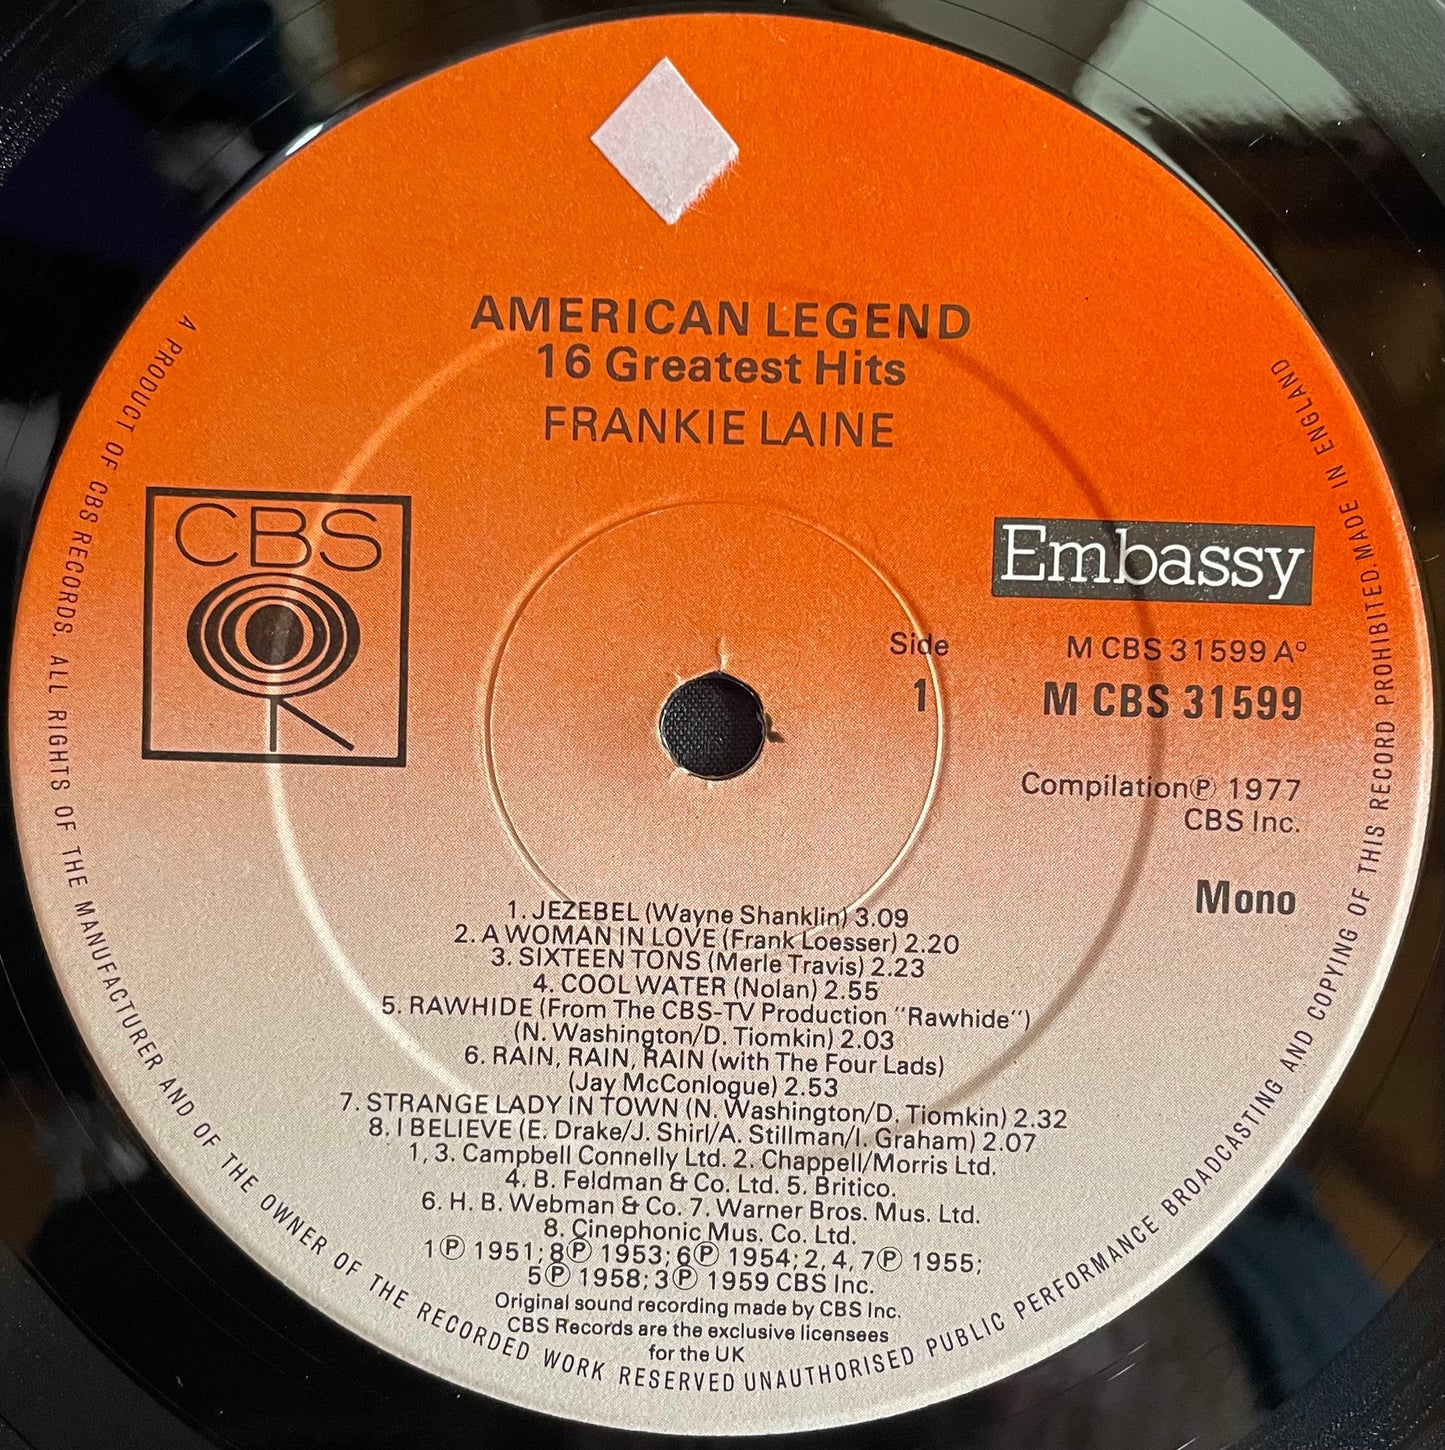 AMERICAN LEGEND
16 Greatest Hits
FRANKIE LAINE
CBS
Embassy
Side
1
M CBS 31599 Aº
M CBS 31599
Compilation ℗ 1977
CBS Inc.
Mono
1. JEZEBEL (Wayne Shanklin) 3.09
2. A WOMAN IN LOVE (Frank Loesser) 2.20
3. SIXTEEN TONS (Merle Travis) 2.23
4. COOL WATER (Nolan) 2.55
5. RAWHIDE (From The CBS-TV Production "Rawhide")
(N. Washington/D. Tiomkin) 2.03
6. RAIN, RAIN, RAIN (with The Four Lads)
(Jay McConlogue) 2.53
7. STRANGE LADY IN TOWN (N. Washington/D. Tiomkin) 2.32
8. I BELIEVE (E. Drake/J. Shirl/A. Stillman/I. Graham) 2.07
1, 3. Campbell Connelly Ltd. 2. Chappell/Morris Ltd.
4. B. Feldman & Co. Ltd. 5. Britico.
6. H. B. Webman & Co. 7. Warner Bros. Mus. Ltd.
8. Cinephonic Mus. Co. Ltd.
1 ℗ 1951; 8 ℗ 1953; 6 ℗ 1954; 2, 4, 7 ℗ 1955;
5 ℗ 1958; 3 ℗ 1959 CBS Inc.
Original sound recording made by CBS Inc.
CBS Records are the exclusive licensees
for the UK
A PRODUCT OF CBS RECORDS. ALL RIGHTS OF THE MANUFACTURER AND OF THE OWNER OF THE RECORDED WORK RESERVED UNAUTHORISED PUBLIC PERFORMANCE BROADCASTING AND COPYING OF THIS RECORD PROHIBITED. MADE IN ENGLAND